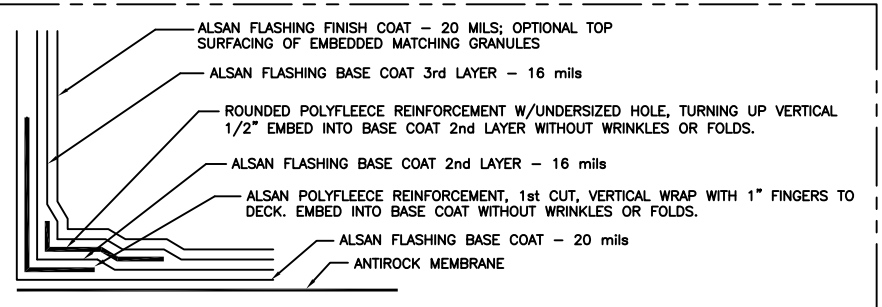 ALSAN FLASHING FINISH COAT – 20 MILS; OPTIONAL TOP
SURFACING OF EMBEDDED MATCHING GRANULES
ALSAN FLASHING BASE COAT 3rd LAYER – 16 mils
ROUNDED POLYFLEECE REINFORCEMENT W/UNDERSIZED HOLE, TURNING UP VERTICAL
1/2" EMBED INTO BASE COAT 2nd LAYER WITHOUT WRINKLES OR FOLDS.
ALSAN FLASHING BASE COAT 2nd LAYER – 16 mils
ALSAN POLYFLEECE REINFORCEMENT, 1st CUT, VERTICAL WRAP WITH 1" FINGERS TO
DECK. EMBED INTO BASE COAT WITHOUT WRINKLES OR FOLDS.
ALSAN FLASHING BASE COAT – 20 mils
ANTIROCK MEMBRANE